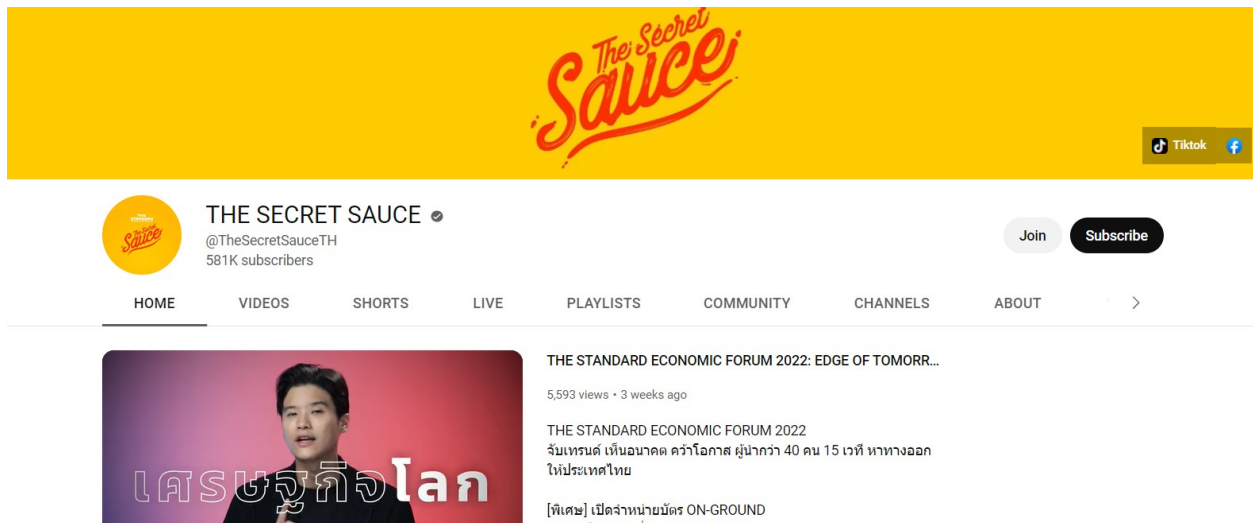 The Secret
Sauce
Tiktok
THE
STANDARD
The Secret
Sauce
THE SECRET SAUCE
@TheSecretSauceTH
581K subscribers
Join
Subscribe
HOME VIDEOS SHORTS LIVE PLAYLISTS COMMUNITY CHANNELS ABOUT
เศรษฐกิจโลก
THE STANDARD ECONOMIC FORUM 2022: EDGE OF TOMORR...
5,593 views • 3 weeks ago
THE STANDARD ECONOMIC FORUM 2022
จับเทรนด์ เห็นอนาคต คว้าโอกาส ผู้นำกว่า 40 คน 15 เวที หาทางออก
ให้ประเทศไทย
[พิเศษ] เปิดจำหน่ายบัตร ON-GROUND